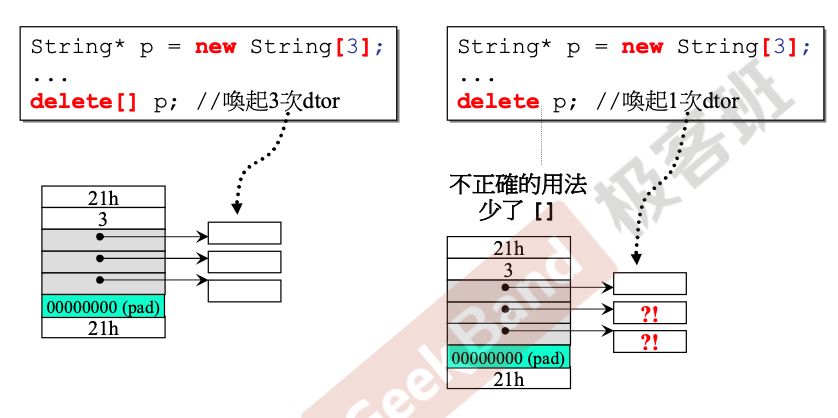 String* p = new String[3];
...
delete[] p; //喚起3次dtor
21h
3
00000000 (pad)
21h
String* p = new String[3];
...
delete p; //喚起1次dtor
不正確的用法
少了 []
21h
3
?!
?!
00000000 (pad)
21h
GeekBand
极客班